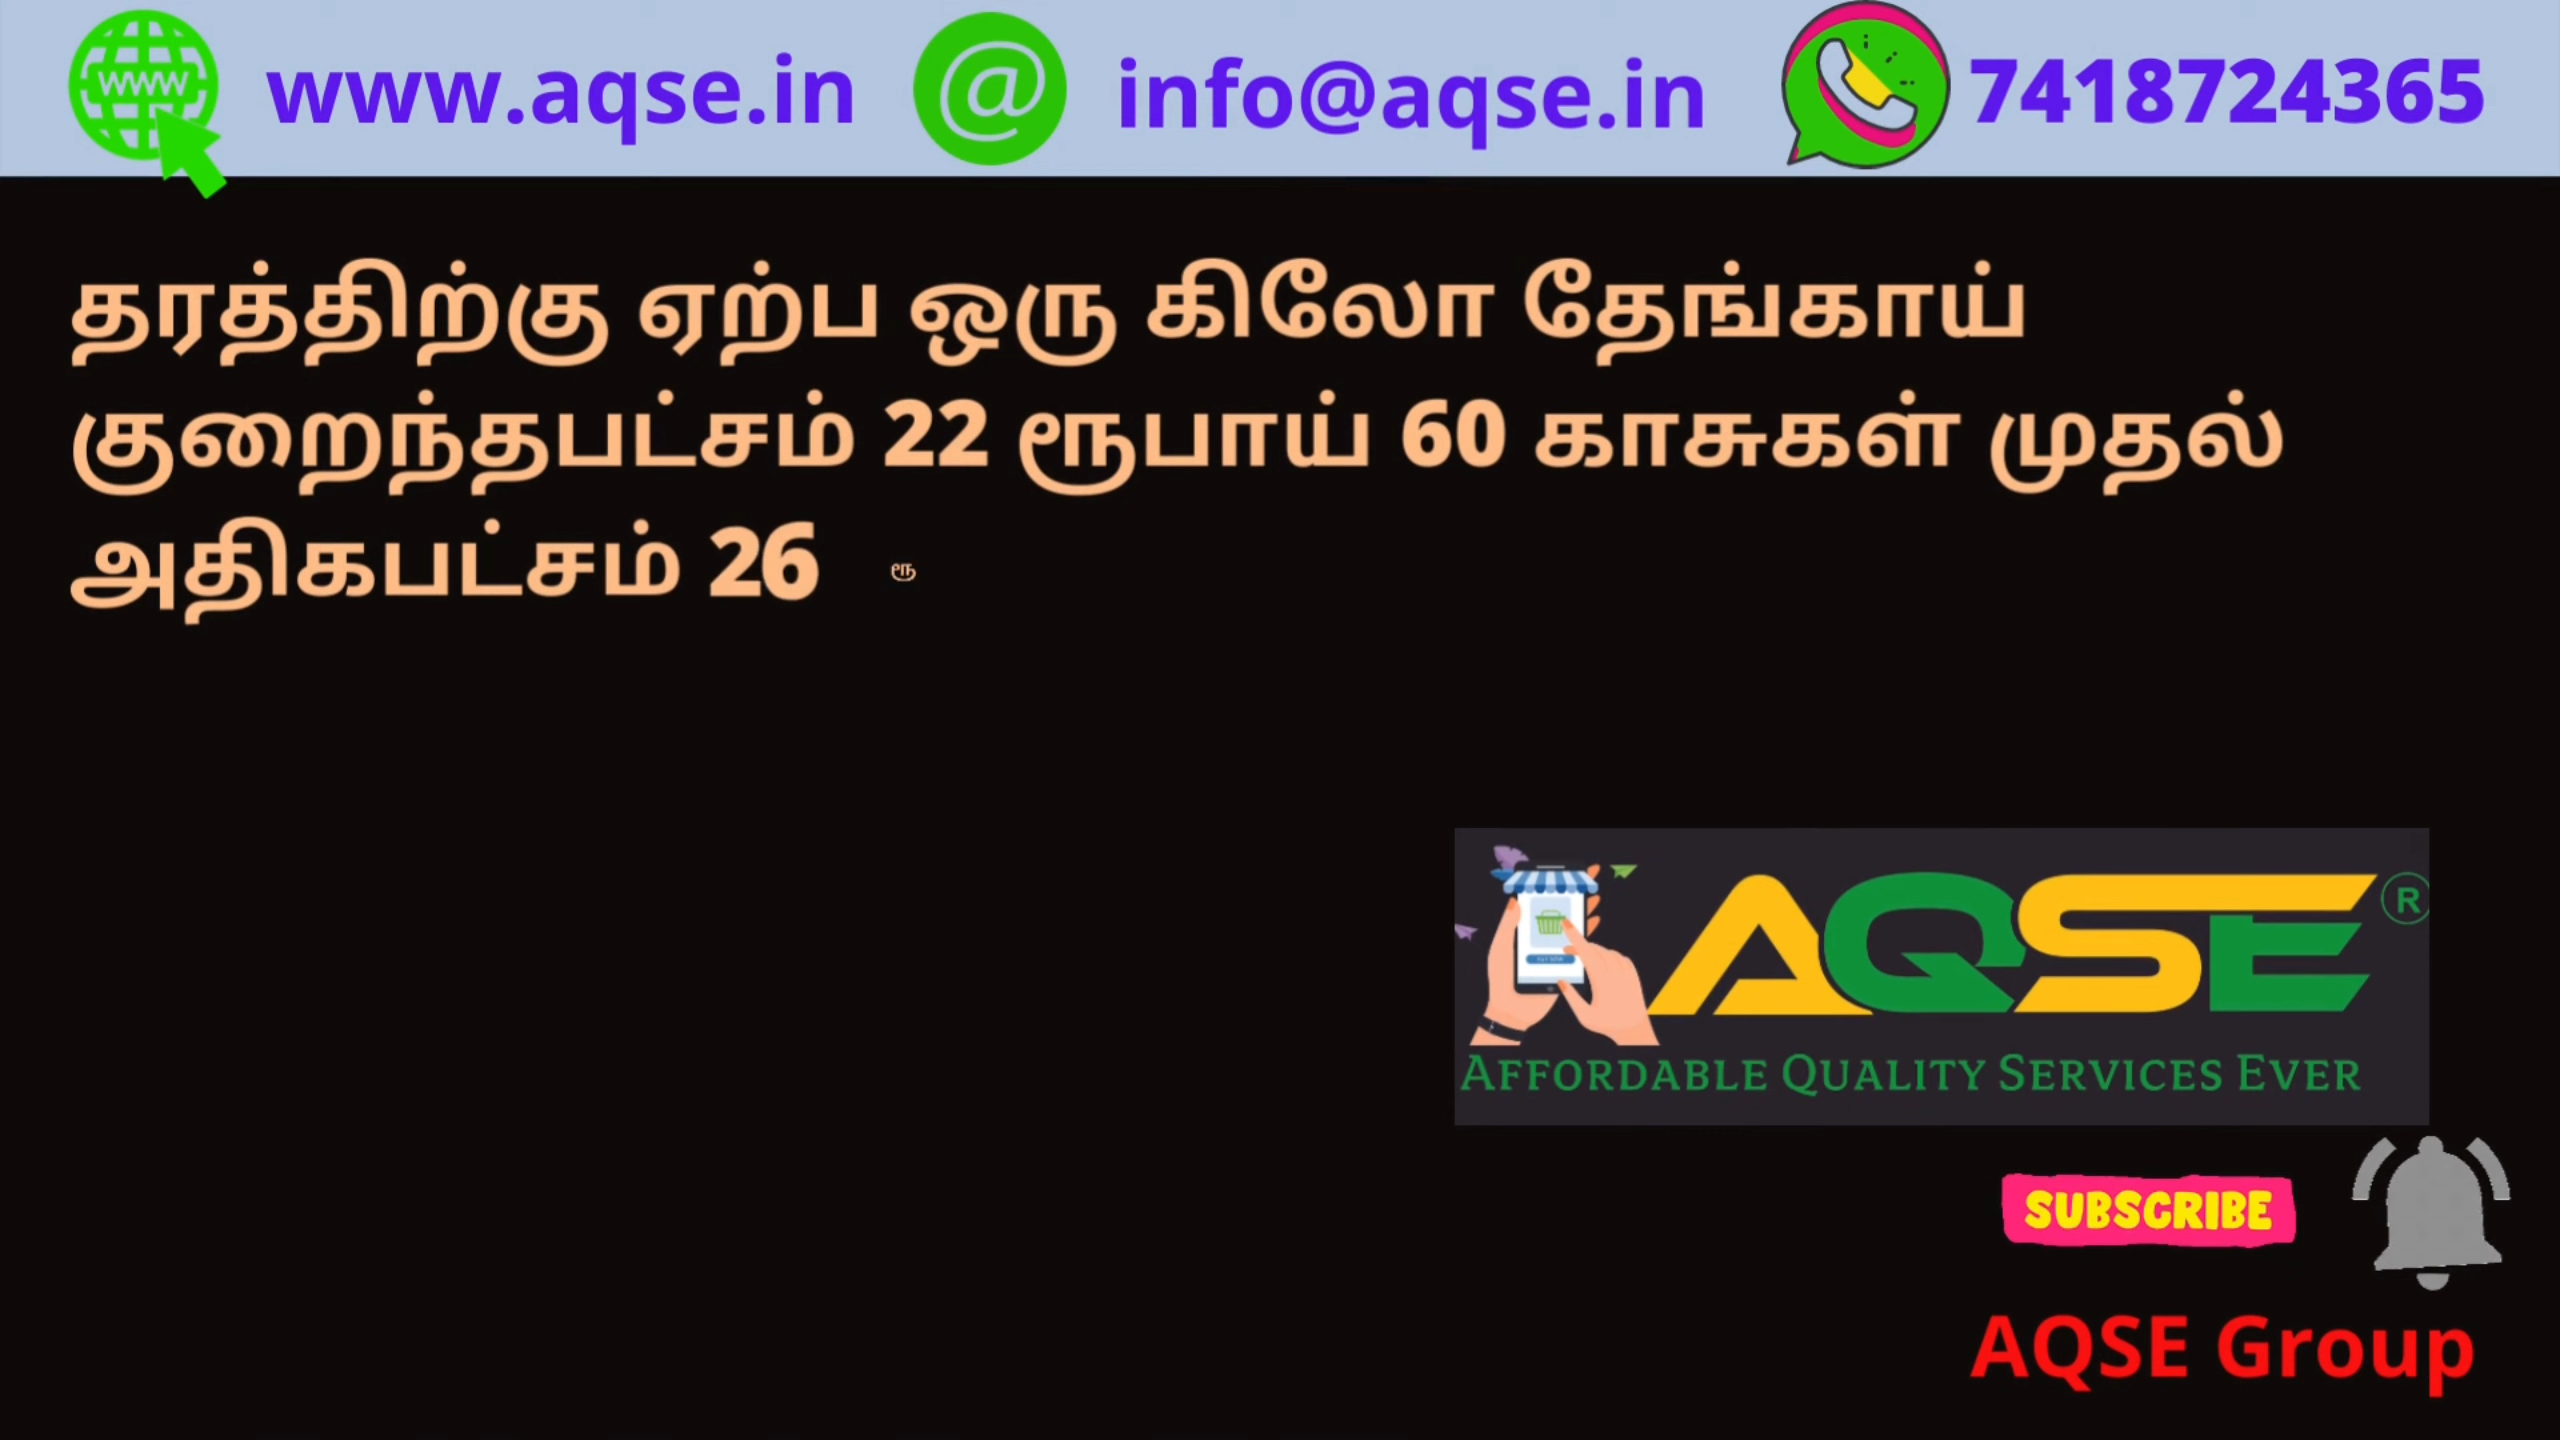 www www.aqse.in @ info@aqse.in 7418724365
தரத்திற்கு ஏற்ப ஒரு கிலோ தேங்காய்
குறைந்தபட்சம் 22 ரூபாய் 60 காசுகள் முதல்
அதிகபட்சம் 26 ரூ
AQSE ®
AFFORDABLE QUALITY SERVICES EVER
SUBSCRIBE
AQSE Group